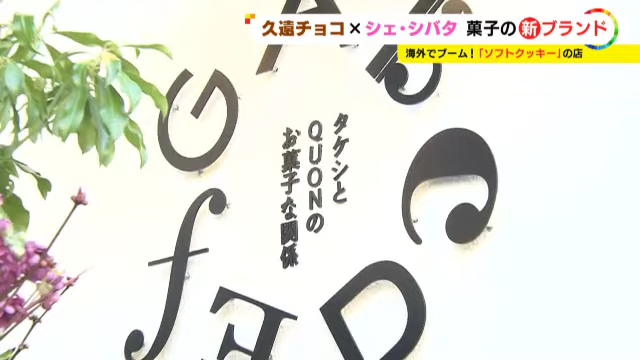 久遠チョコ×シェ・シバタ 菓子の新ブランド
海外でブーム!「ソフトクッキー」の店
タケシと
QUONの
お菓子な関係
GAB
f
ED